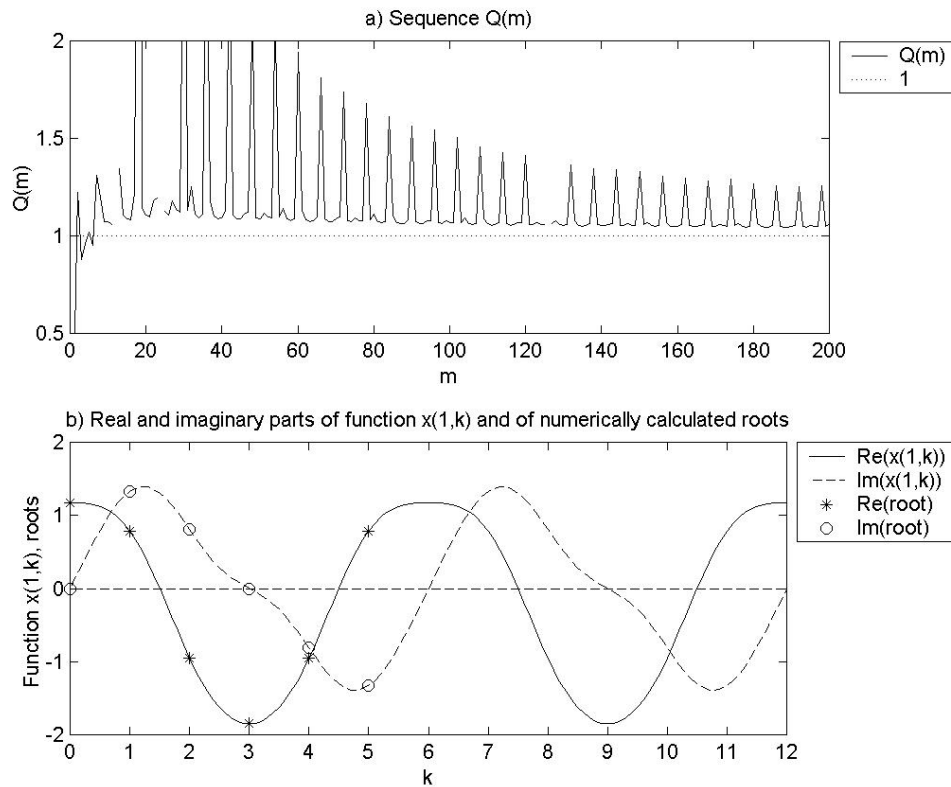 a) Sequence Q(m)
2
1.5
1
0.5
Q(m)
0 20 40 60 80 100 120 140 160 180 200
m
Q(m)
1
b) Real and imaginary parts of function x(1,k) and of numerically calculated roots
2
1
0
-1
-2
Function x(1,k), roots
0 1 2 3 4 5 6 7 8 9 10 11 12
k
Re(x(1,k))
Im(x(1,k))
Re(root)
Im(root)